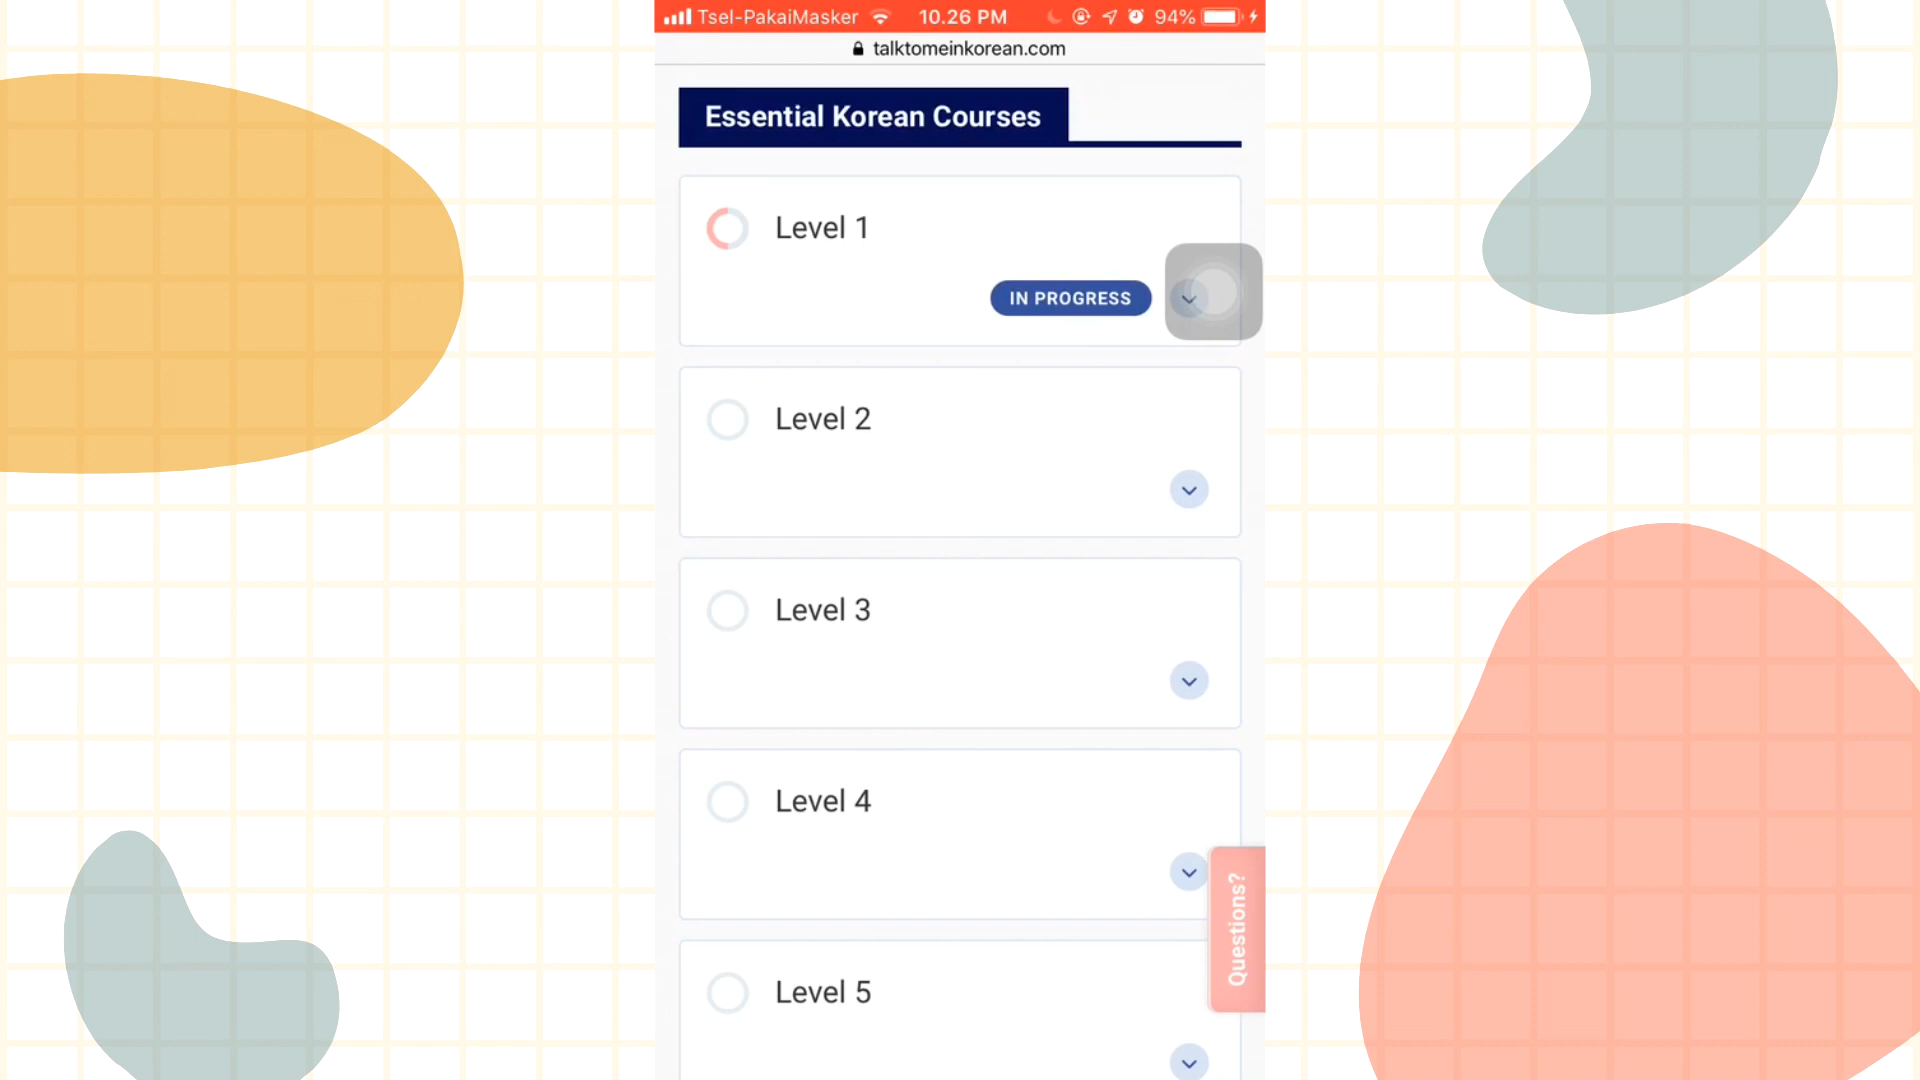 Tsel-PakaiMasker 10.26 PM 94%
talktomeinkorean.com
Essential Korean Courses
Level 1
IN PROGRESS
Level 2
Level 3
Level 4
Questions?
Level 5